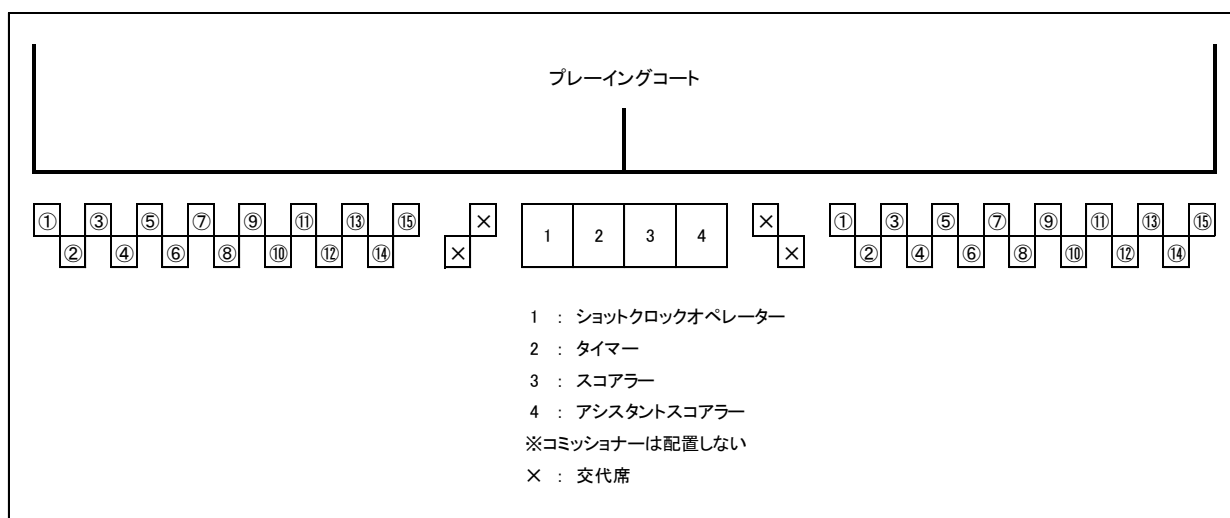 プレーイングコート
① ③ ⑤ ⑦ ⑨ ⑪ ⑬ ⑮ × 1 2 3 4 × ① ③ ⑤ ⑦ ⑨ ⑪ ⑬ ⑮
② ④ ⑥ ⑧ ⑩ ⑫ ⑭ × × ② ④ ⑥ ⑧ ⑩ ⑫ ⑭
1 : ショットクロックオペレーター
2 : タイマー
3 : スコアラー
4 : アシスタントスコアラー
※コミッショナーは配置しない
× : 交代席